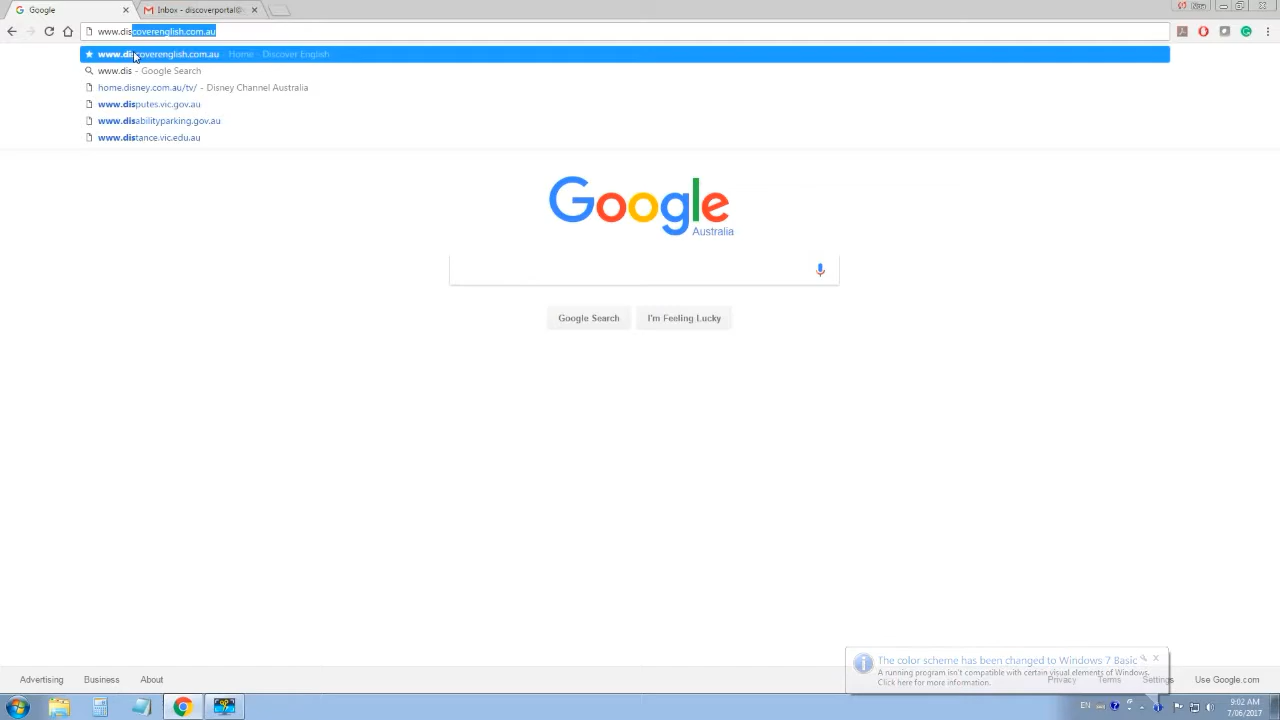 Google
Inbox - discoverportal@
www.discoverenglish.com.au
www.discoverenglish.com.au Home - Discover English
www.dis - Google Search
home.disney.com.au/tv/ - Disney Channel Australia
www.disputes.vic.gov.au
www.disabilityparking.gov.au
www.distance.vic.edu.au
Google
Australia
Google Search
I'm Feeling Lucky
The color scheme has been changed to Windows 7 Basic
A running program isn't compatible with certain visual elements of Windows.
Click here for more information.
Advertising Business About Privacy Terms Settings Use Google.com
EN
9:02 AM
7/06/2017